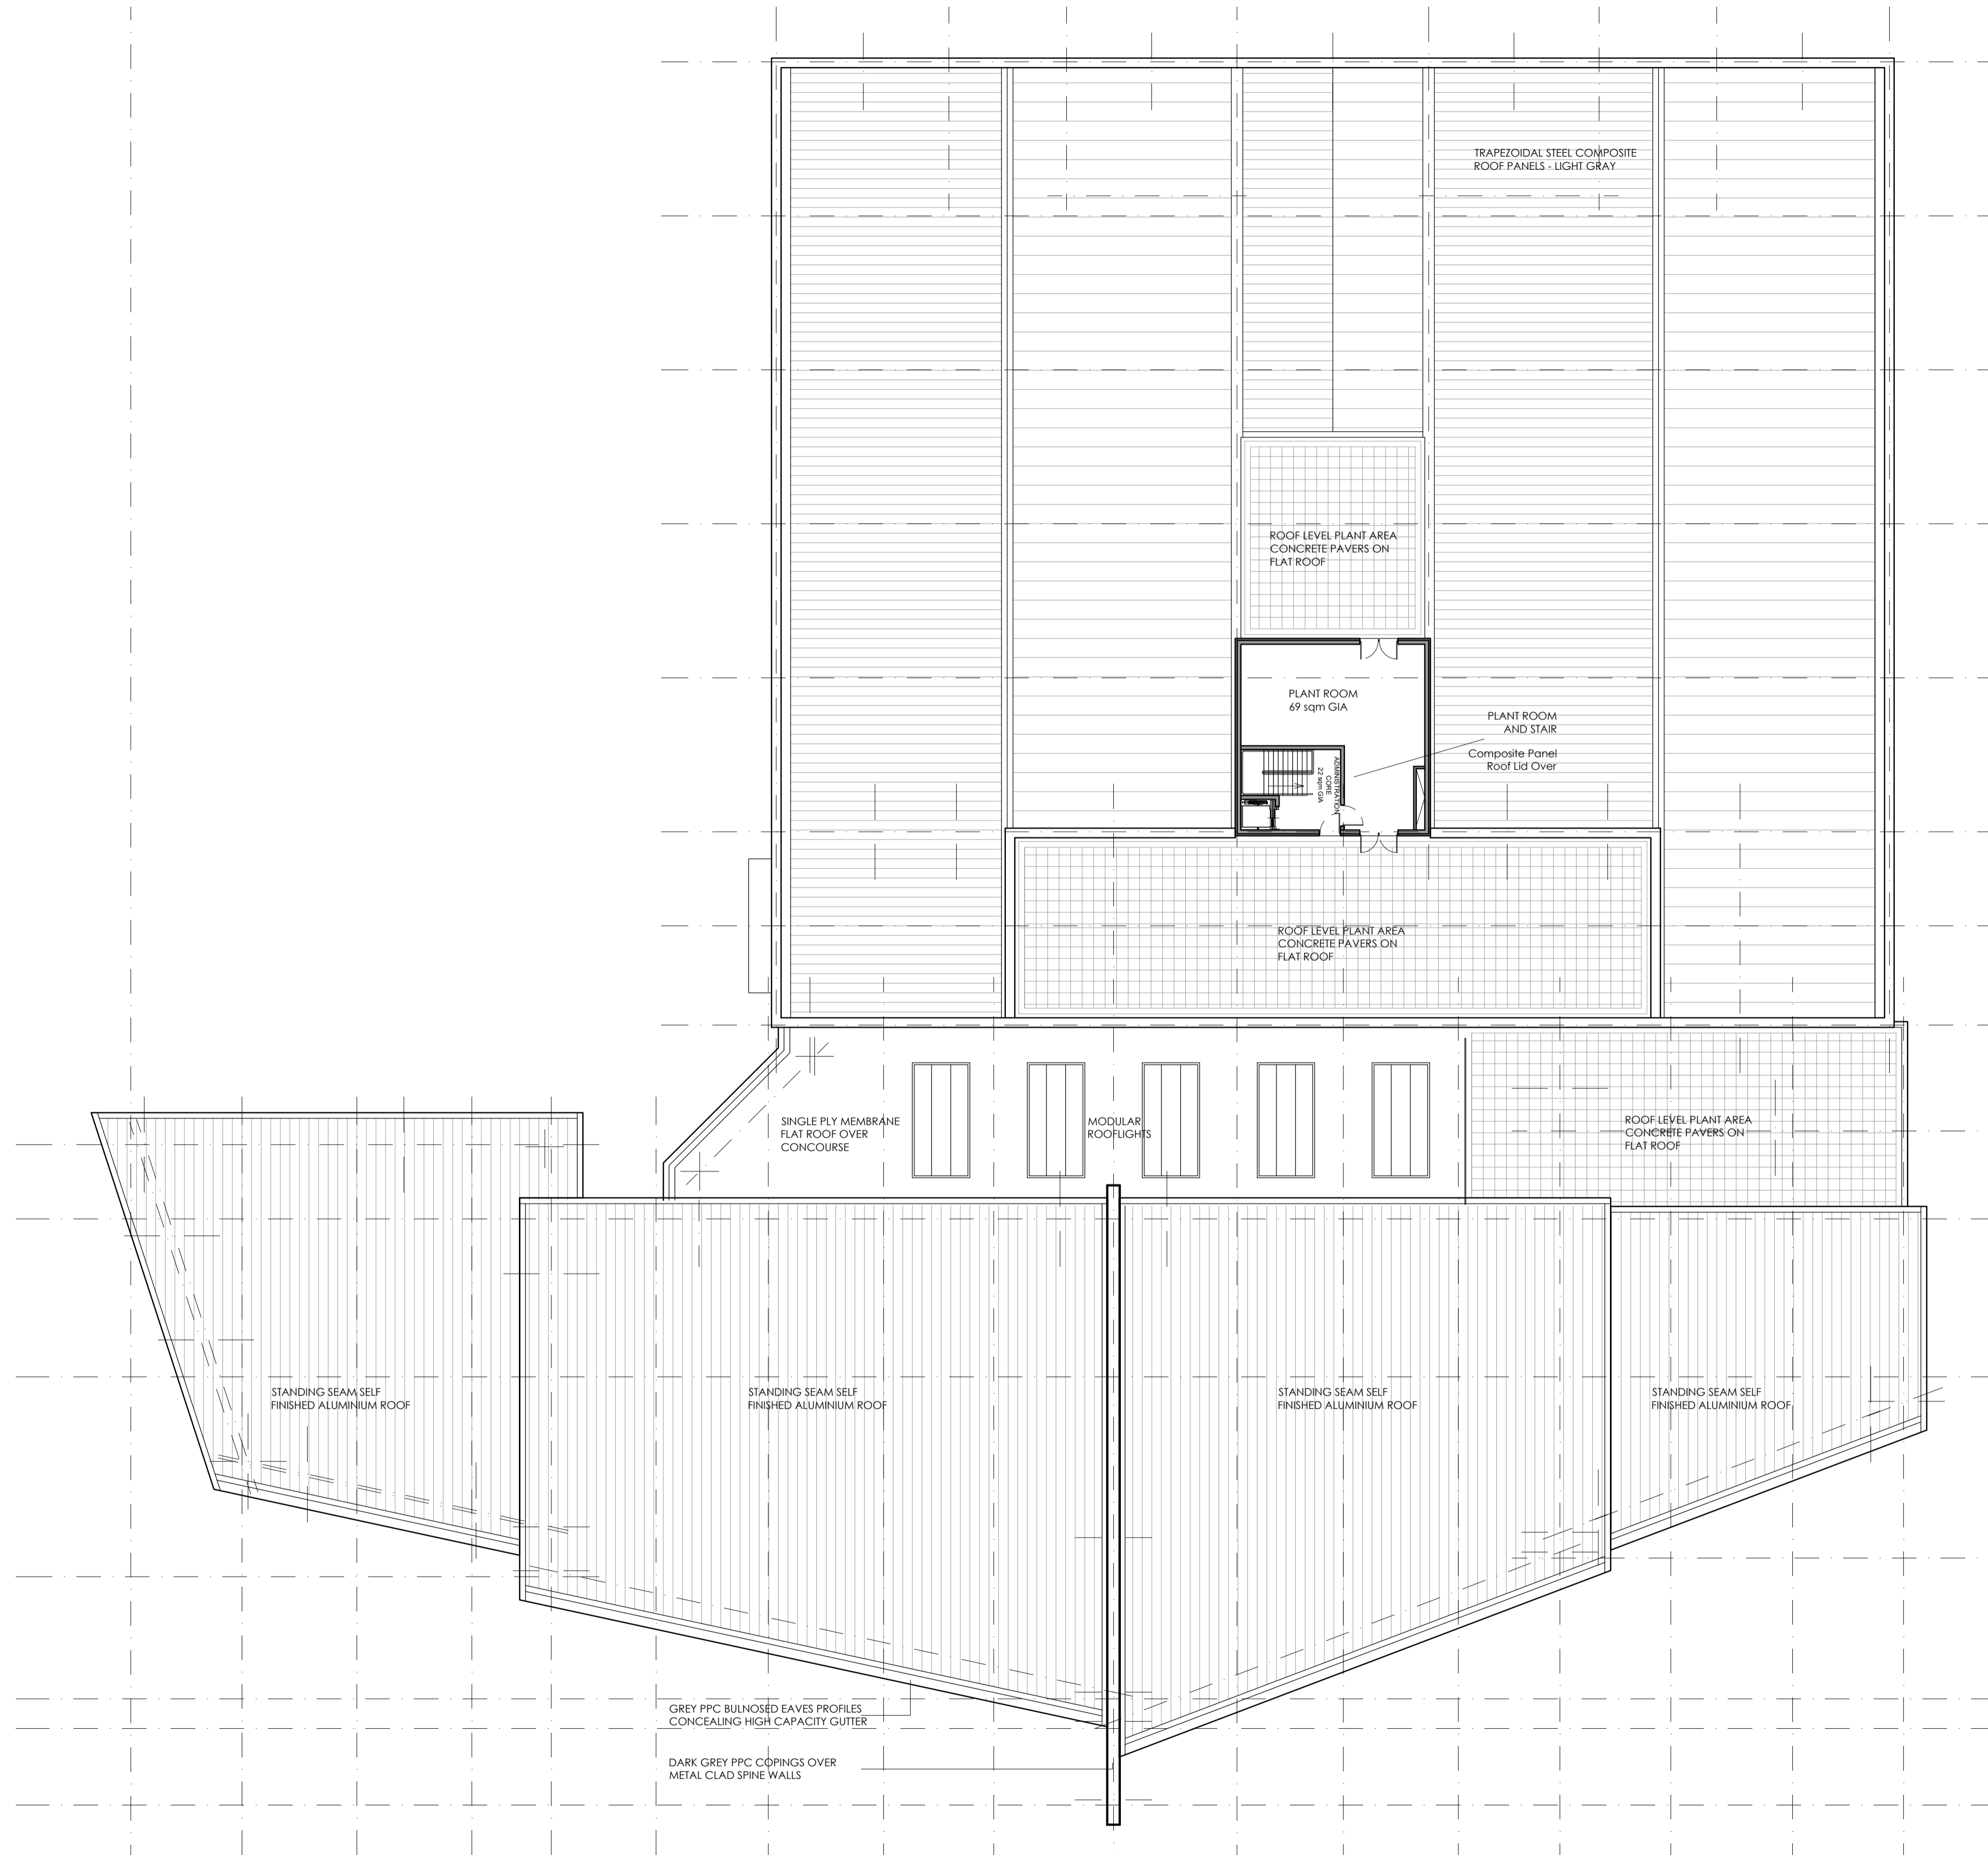 TRAPEZOIDAL STEEL COMPOSITE
ROOF PANELS - LIGHT GRAY
ROOF LEVEL PLANT AREA
CONCRETE PAVERS ON
FLAT ROOF
PLANT ROOM
69 sqm GIA
PLANT ROOM
AND STAIR
Composite Panel
Roof Lid Over
ADMINISTRATION
CORE
22 sqm GIA
ROOF LEVEL PLANT AREA
CONCRETE PAVERS ON
FLAT ROOF
SINGLE PLY MEMBRANE
FLAT ROOF OVER
CONCOURSE
MODULAR
ROOFLIGHTS
ROOF LEVEL PLANT AREA
CONCRETE PAVERS ON
FLAT ROOF
STANDING SEAM SELF
FINISHED ALUMINIUM ROOF
STANDING SEAM SELF
FINISHED ALUMINIUM ROOF
STANDING SEAM SELF
FINISHED ALUMINIUM ROOF
STANDING SEAM SELF
FINISHED ALUMINIUM ROOF
GREY PPC BULNOSED EAVES PROFILES
CONCEALING HIGH CAPACITY GUTTER
DARK GREY PPC COPINGS OVER
METAL CLAD SPINE WALLS